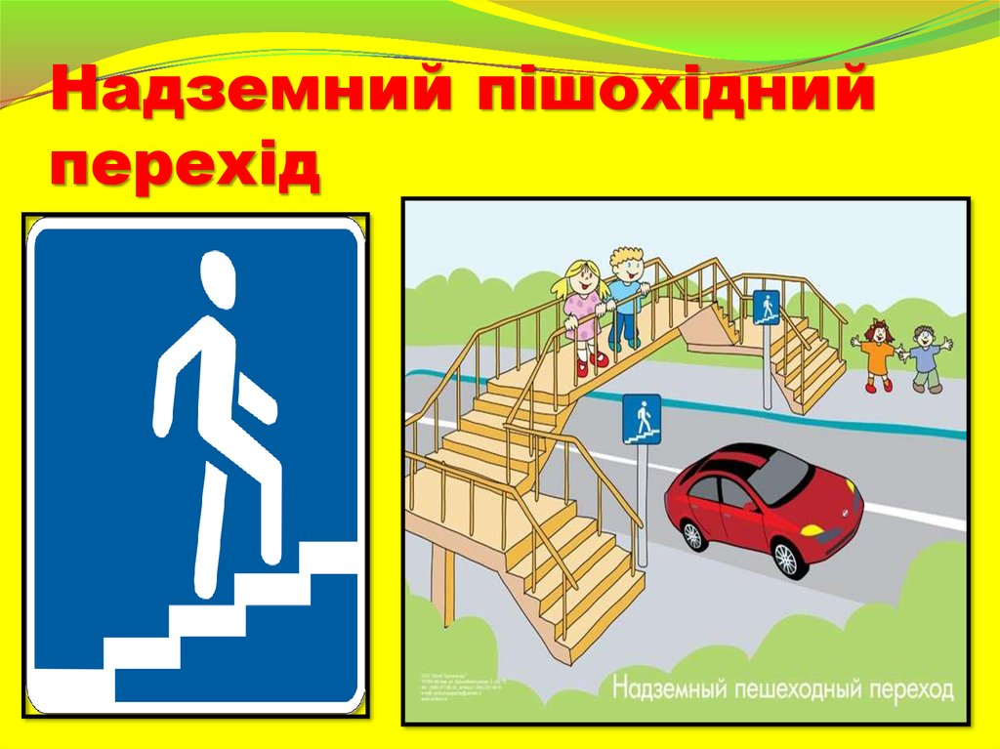 Надземний пішохідний
перехід
Надземный пешеходный переход